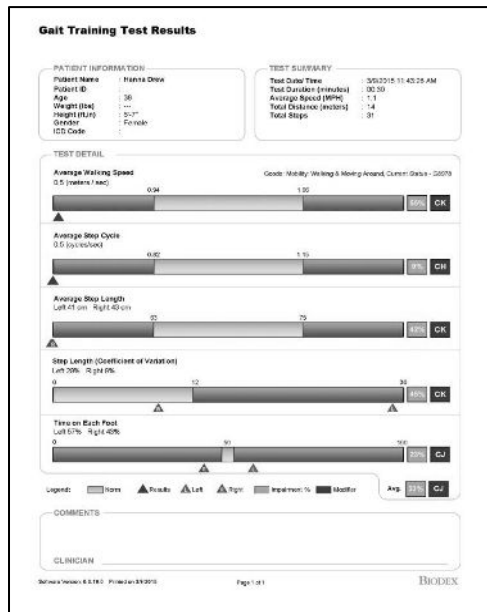 Gait Training Test Results
PATIENT INFORMATION
Patient Name : Hanna Drew
Patient ID :
Age : 38
Weight (lbs) : ---
Height (ft,in) : 5'-7"
Gender : Female
ICD Code :
TEST SUMMARY
Test Date/ Time : 3/9/2015 11:43:25 AM
Test Duration (minutes) : 00:30
Average Speed (MPH) : 1.1
Total Distance (meters) : 14
Total Steps : 31
TEST DETAIL
Average Walking Speed
Mobility: Walking & Moving Around, Current Status - G8978
0.5 (meters / sec)
0.94
CK
Average Step Cycle
0.5 (cycles/sec)
0.82 1.15
9% CH
Average Step Length
Left 41 cm Right 43 cm
63 75
CK
Step Length (Coefficient of Variation)
Left 29% Right 9%
0 12 30
CK
Time on Each Foot
Left 57% Right 43%
0 50 100
CJ
Legend: Norm Results Left Right Impairment % Modifier Avg. CJ
COMMENTS
CLINICIAN
Page 1 of 1
BIODEX